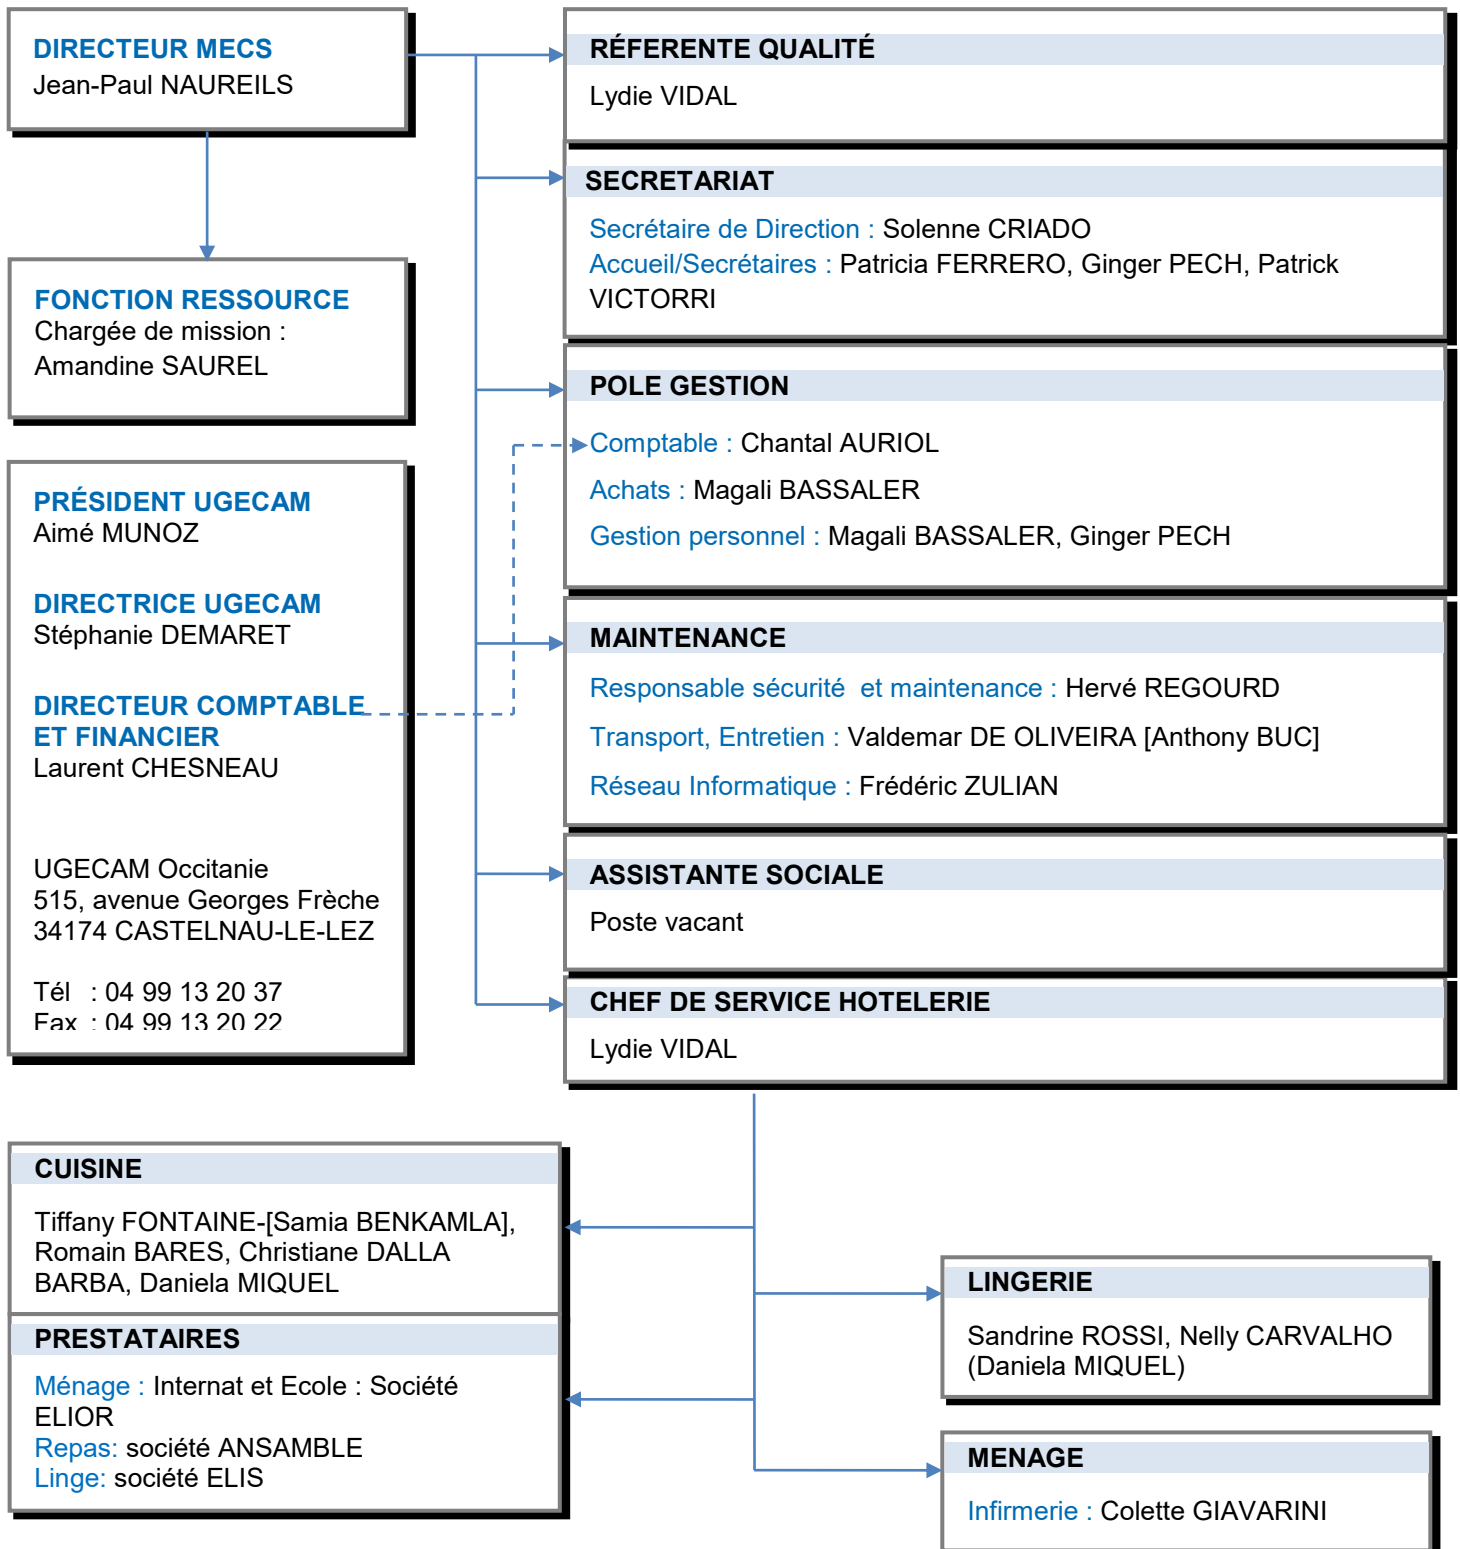 DIRECTEUR MECS
Jean-Paul NAUREILS
FONCTION RESSOURCE
Chargée de mission :
Amandine SAUREL
PRÉSIDENT UGECAM
Aimé MUNOZ
DIRECTRICE UGECAM
Stéphanie DEMARET
DIRECTEUR COMPTABLE
ET FINANCIER
Laurent CHESNEAU
UGECAM Occitanie
515, avenue Georges Frèche
34174 CASTELNAU-LE-LEZ
Tél : 04 99 13 20 37
Fax : 04 99 13 20 22
RÉFERENTE QUALITÉ
Lydie VIDAL
SECRETARIAT
Secrétaire de Direction : Solenne CRIADO
Accueil/Secrétaires : Patricia FERRERO, Ginger PECH, Patrick
VICTORRI
POLE GESTION
Comptable : Chantal AURIOL
Achats : Magali BASSALER
Gestion personnel : Magali BASSALER, Ginger PECH
MAINTENANCE
Responsable sécurité  et maintenance : Hervé REGOURD
Transport, Entretien : Valdemar DE OLIVEIRA [Anthony BUC]
Réseau Informatique : Frédéric ZULIAN
ASSISTANTE SOCIALE
Poste vacant
CHEF DE SERVICE HOTELERIE
Lydie VIDAL
CUISINE
Tiffany FONTAINE-[Samia BENKAMLA],
Romain BARES, Christiane DALLA
BARBA, Daniela MIQUEL
PRESTATAIRES
Ménage : Internat et Ecole : Société
ELIOR
Repas: société ANSAMBLE
Linge: société ELIS
LINGERIE
Sandrine ROSSI, Nelly CARVALHO
(Daniela MIQUEL)
MENAGE
Infirmerie : Colette GIAVARINI